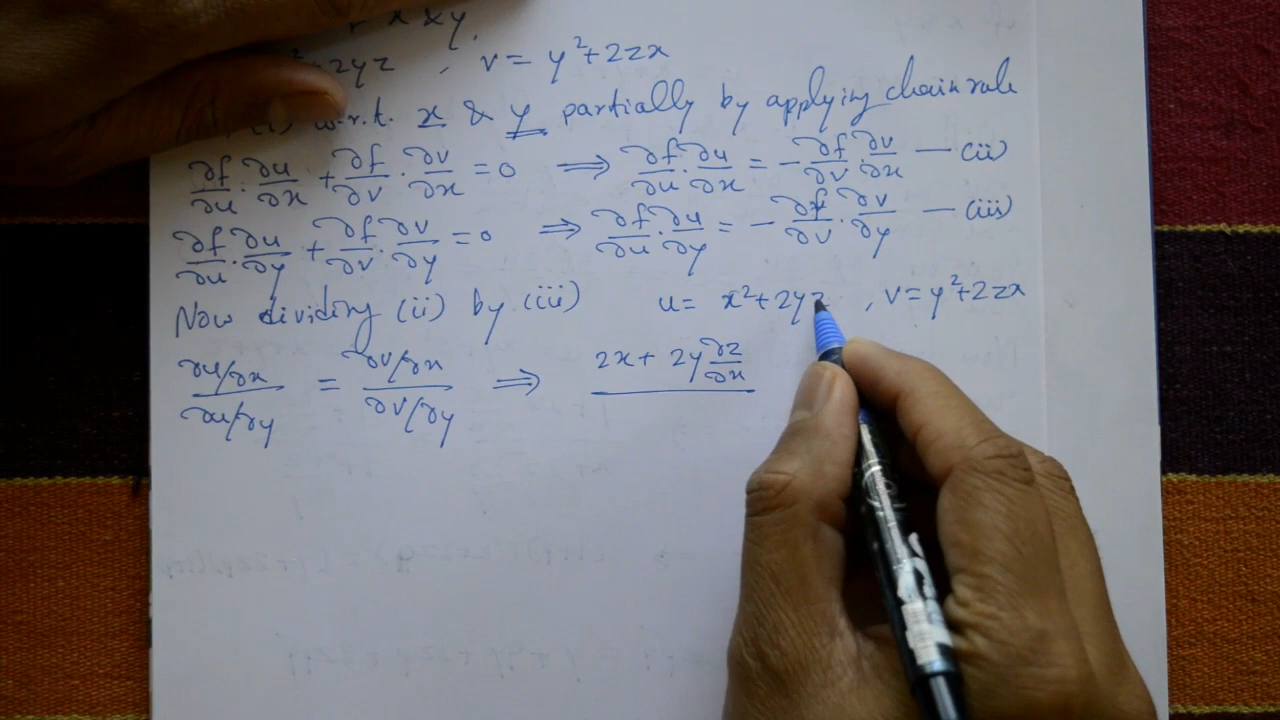 x & y.
²+2yz , v = y²+2zx
(i) w.r.t. x & y partially by applying chain rule
∂f/∂u · ∂u/∂x + ∂f/∂v · ∂v/∂x = 0 ⟹ ∂f/∂u · ∂u/∂x = - ∂f/∂v · ∂v/∂x — (ii)
∂f/∂u · ∂u/∂y + ∂f/∂v · ∂v/∂y = 0 ⟹ ∂f/∂u · ∂u/∂y = - ∂f/∂v · ∂v/∂y — (iii)
Now dividing (ii) by (iii) u = x²+2yz , v = y²+2zx
(∂u/∂x)/(∂u/∂y) = (∂v/∂x)/(∂v/∂y) ⟹ 2x + 2y ∂z/∂x